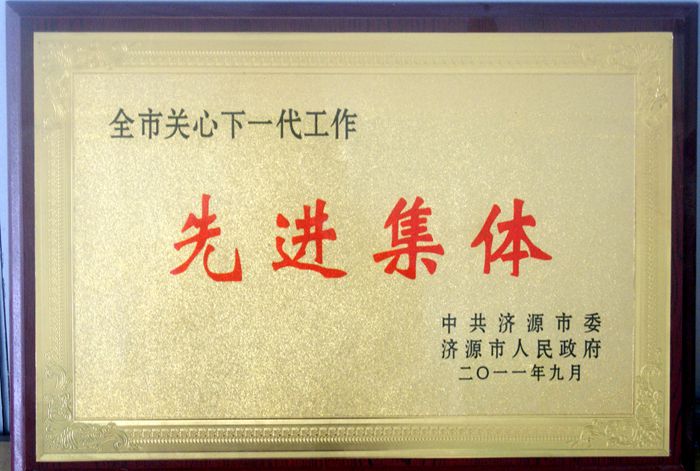 全市关心下一代工作
先进集体
中共济源市委
济源市人民政府
二〇一一年九月